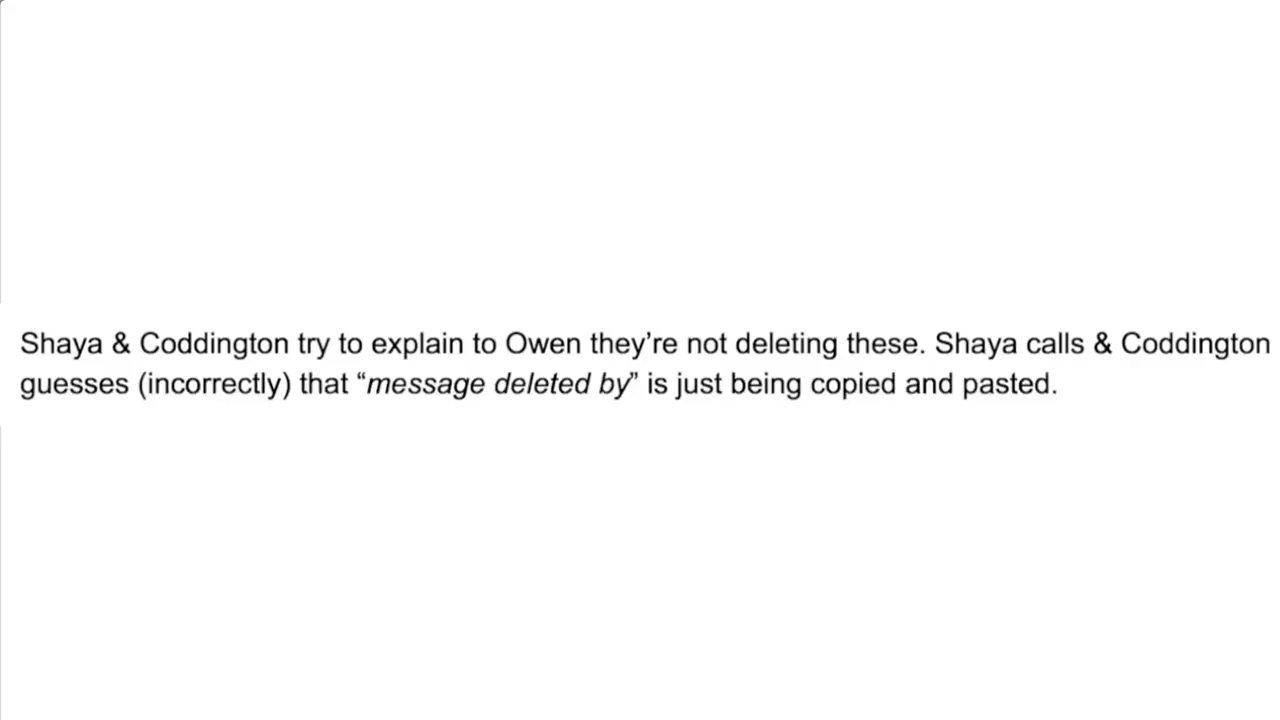 Shaya & Coddington try to explain to Owen they’re not deleting these. Shaya calls & Coddington
guesses (incorrectly) that “message deleted by” is just being copied and pasted.